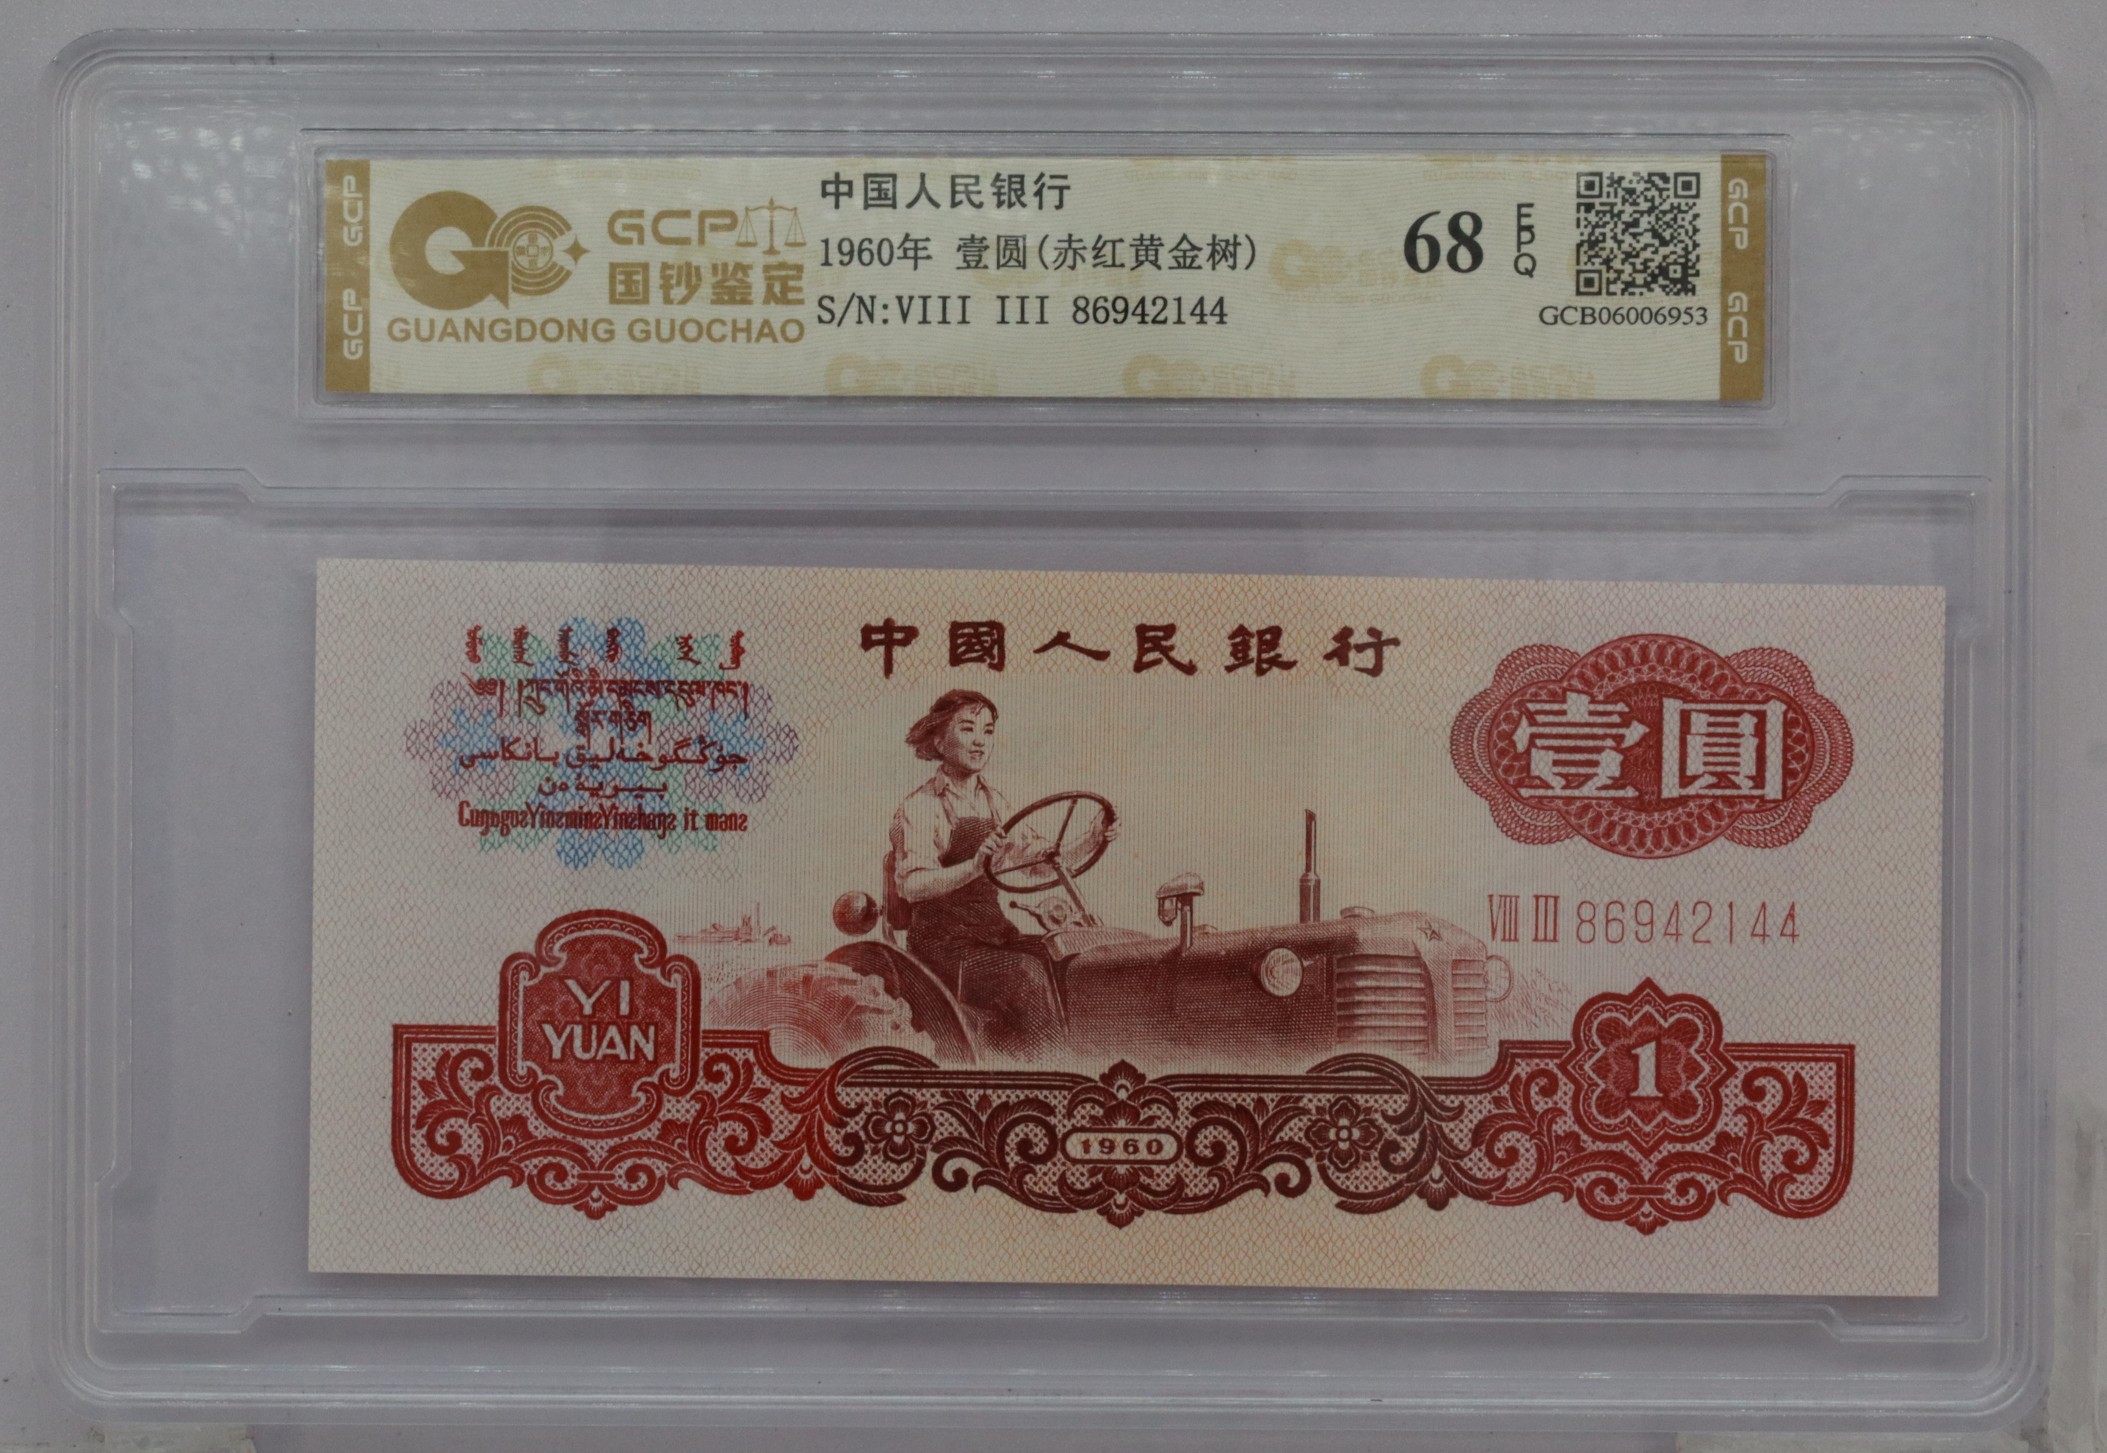 GCP
GCP
GCP
国钞鉴定
GUANGDONG GUOCHAO
中国人民银行
1960年 壹圆(赤红黄金树)
S/N:VIII III 86942144
68
EPQ
GCB06006953
GCP
GCP
中國人民銀行
壹圓
VIII III 86942144
YI
YUAN
1960
1